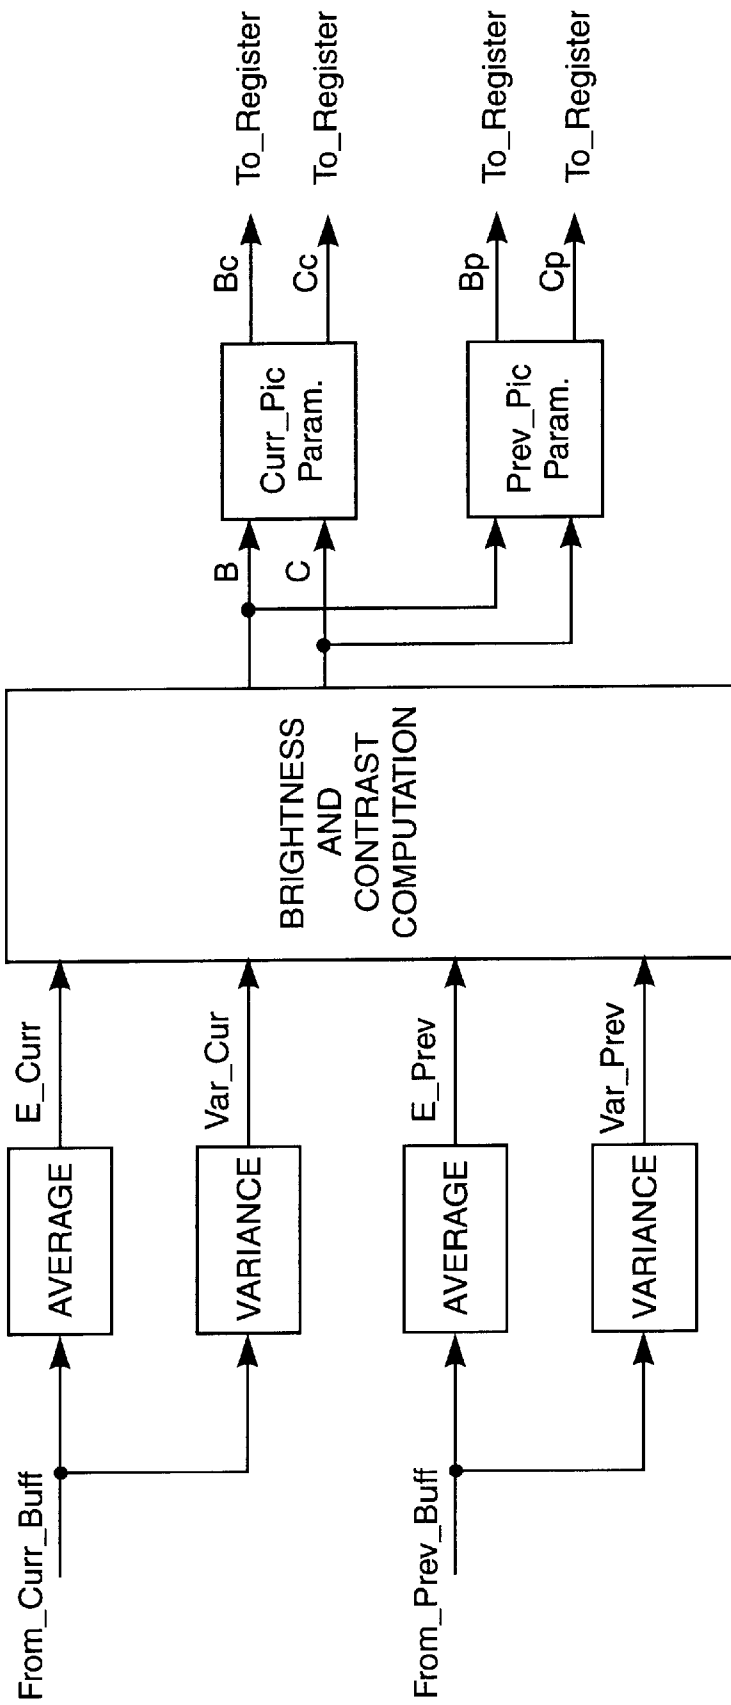 From_Curr_Buff
AVERAGE
E_Curr
VARIANCE
Var_Cur
From_Prev_Buff
AVERAGE
E_Prev
VARIANCE
Var_Prev
BRIGHTNESS
AND
CONTRAST
COMPUTATION
B
C
Curr_Pic
Param.
Bc
To_Register
Cc
To_Register
Prev_Pic
Param.
Bp
To_Register
Cp
To_Register